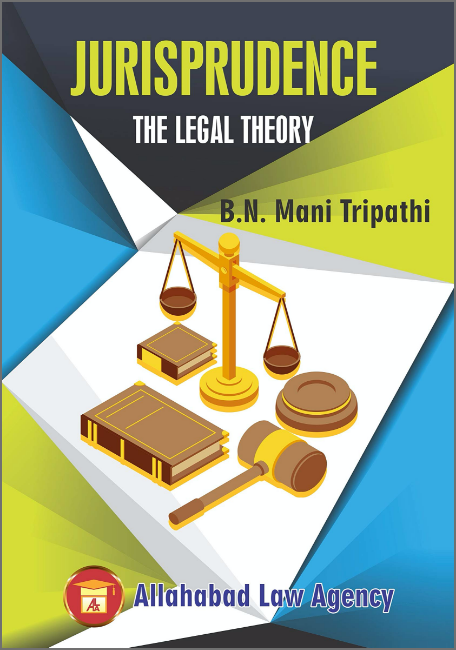 JURISPRUDENCE
THE LEGAL THEORY
B.N. Mani Tripathi
Allahabad Law Agency